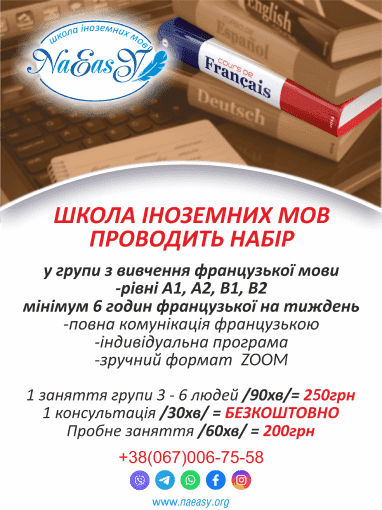 школа іноземних мов
NaEasY
English
Español
COURS DE
Français
Deutsch
ШКОЛА ІНОЗЕМНИХ МОВ
ПРОВОДИТЬ НАБІР
у групи з вивчення французької мови
-рівні А1, А2, В1, В2
мінімум 6 годин французької на тиждень
-повна комунікація французькою
-індивідуальна програма
-зручний формат ZOOM
1 заняття групи 3 - 6 людей /90хв/= 250грн
1 консультація /30хв/ = БЕЗКОШТОВНО
Пробне заняття /60хв/ = 200грн
+38(067)006-75-58
www.naeasy.org